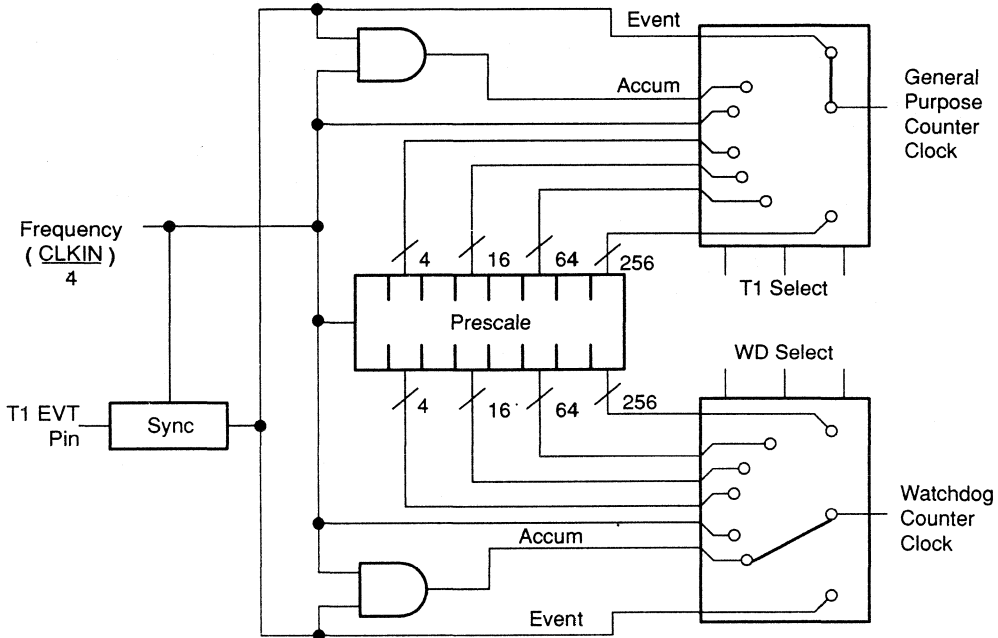 Event
Accum
General
Purpose
Counter
Clock
Frequency
( CLKIN )
4
/4
/16
/64
/256
T1 Select
Prescale
WD Select
/4
/16
/64
/256
T1 EVT
Pin
Sync
Watchdog
Counter
Clock
Accum
Event